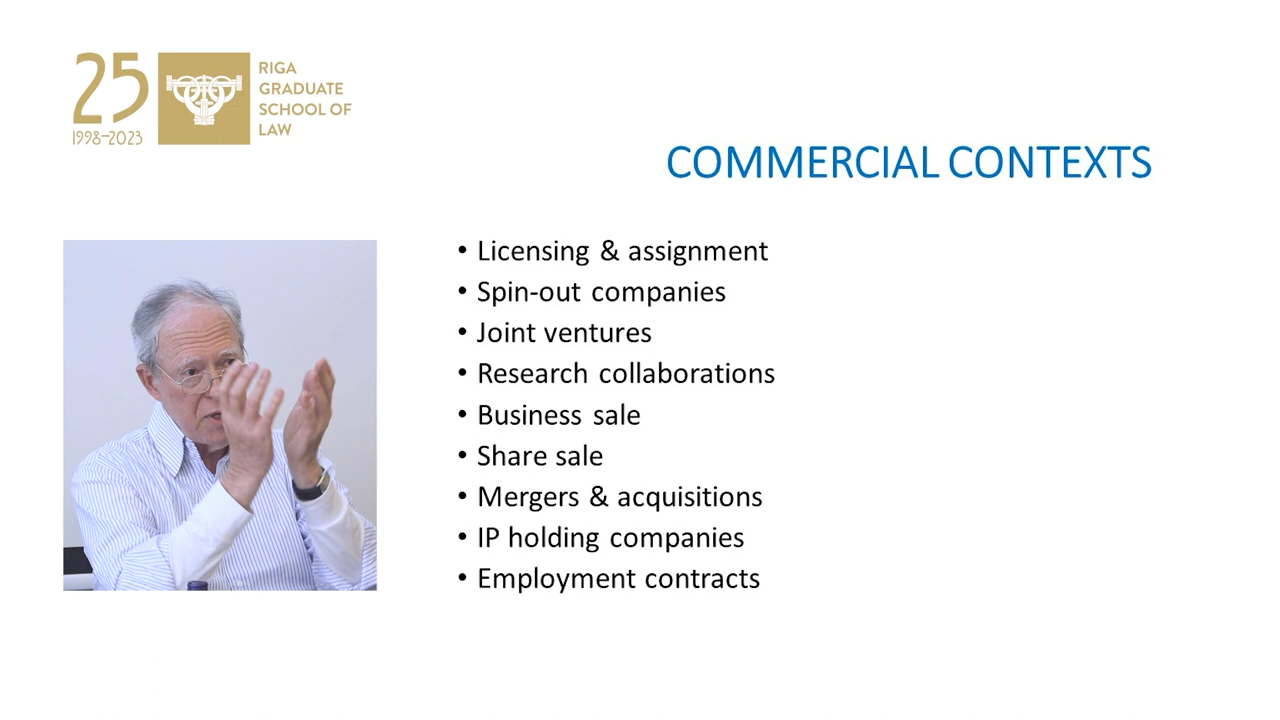 25
1998–2023
RIGA
GRADUATE
SCHOOL OF
LAW
COMMERCIAL CONTEXTS
• Licensing & assignment
• Spin-out companies
• Joint ventures
• Research collaborations
• Business sale
• Share sale
• Mergers & acquisitions
• IP holding companies
• Employment contracts